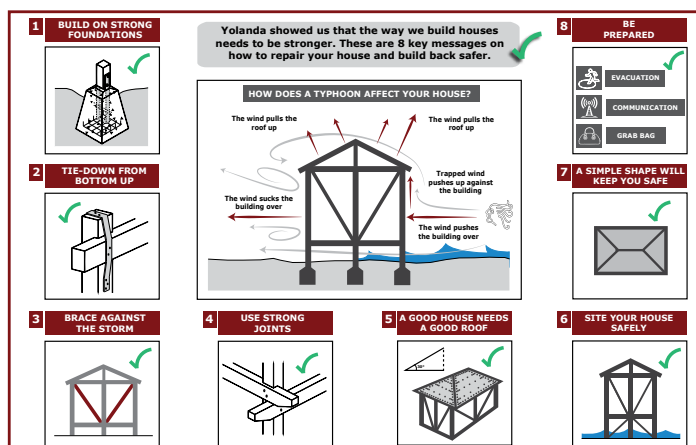 1
BUILD ON STRONG
FOUNDATIONS
Yolanda showed us that the way we build houses
needs to be stronger. These are 8 key messages on
how to repair your house and build back safer.
8
BE
PREPARED
EVACUATION
COMMUNICATION
GRAB BAG
HOW DOES A TYPHOON AFFECT YOUR HOUSE?
The wind pulls the
roof up
The wind pulls the
roof up
Trapped wind
pushes up against
the building
The wind sucks the
building over
The wind pushes
the building over
2
TIE-DOWN FROM
BOTTOM UP
7
A SIMPLE SHAPE WILL
KEEP YOU SAFE
3
BRACE AGAINST
THE STORM
4
USE STRONG
JOINTS
5
A GOOD HOUSE NEEDS
A GOOD ROOF
30°
6
SITE YOUR HOUSE
SAFELY